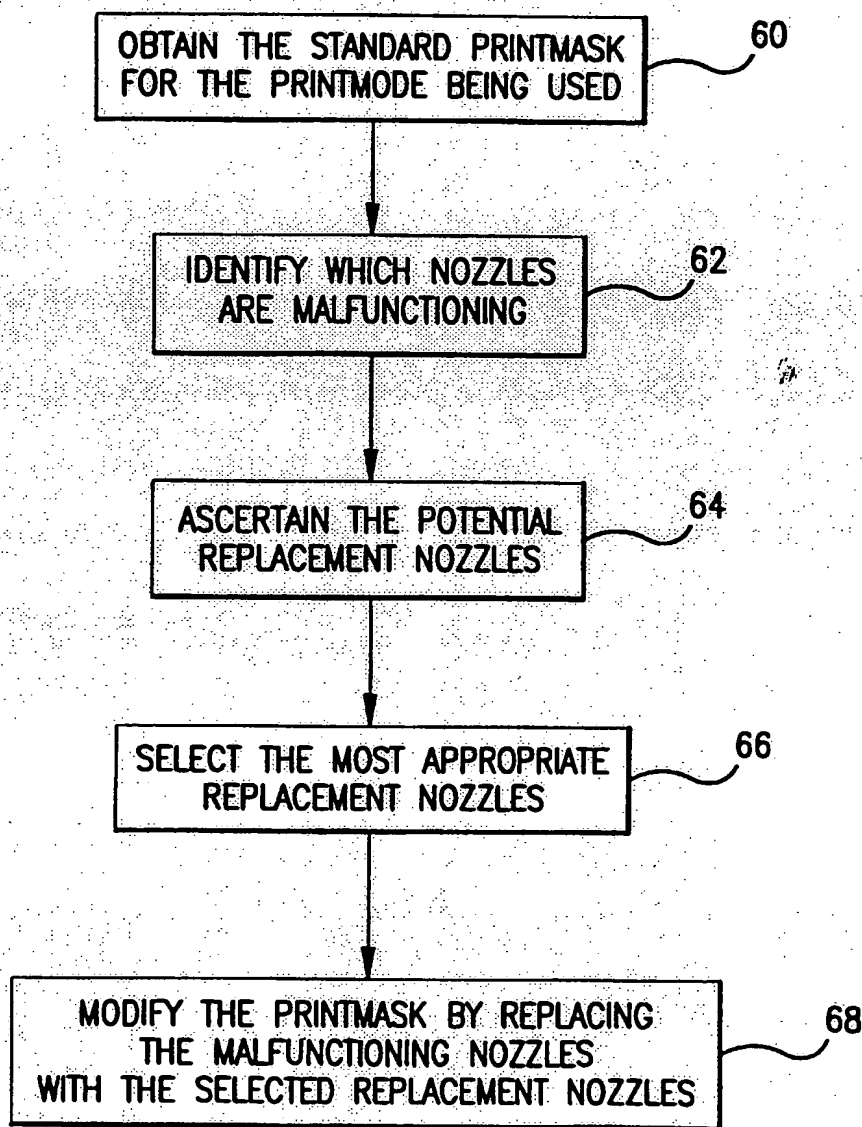 OBTAIN THE STANDARD PRINTMASK
FOR THE PRINTMODE BEING USED
60
IDENTIFY WHICH NOZZLES
ARE MALFUNCTIONING
62
ASCERTAIN THE POTENTIAL
REPLACEMENT NOZZLES
64
SELECT THE MOST APPROPRIATE
REPLACEMENT NOZZLES
66
MODIFY THE PRINTMASK BY REPLACING
THE MALFUNCTIONING NOZZLES
WITH THE SELECTED REPLACEMENT NOZZLES
68